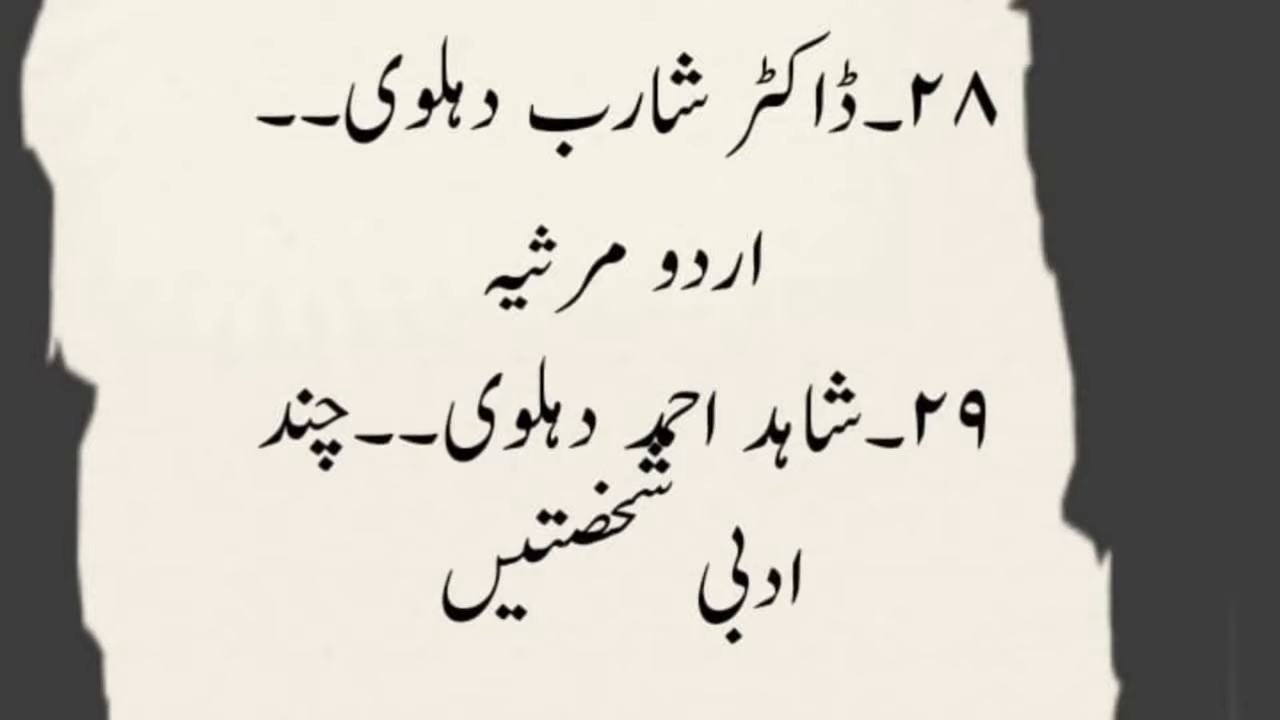 ۲۸۔ڈاکٹر شارب دہلوی۔۔
اردو مرثیہ
۲۹۔شاہد احمد دہلوی۔۔چند
ادبی شخصتیں